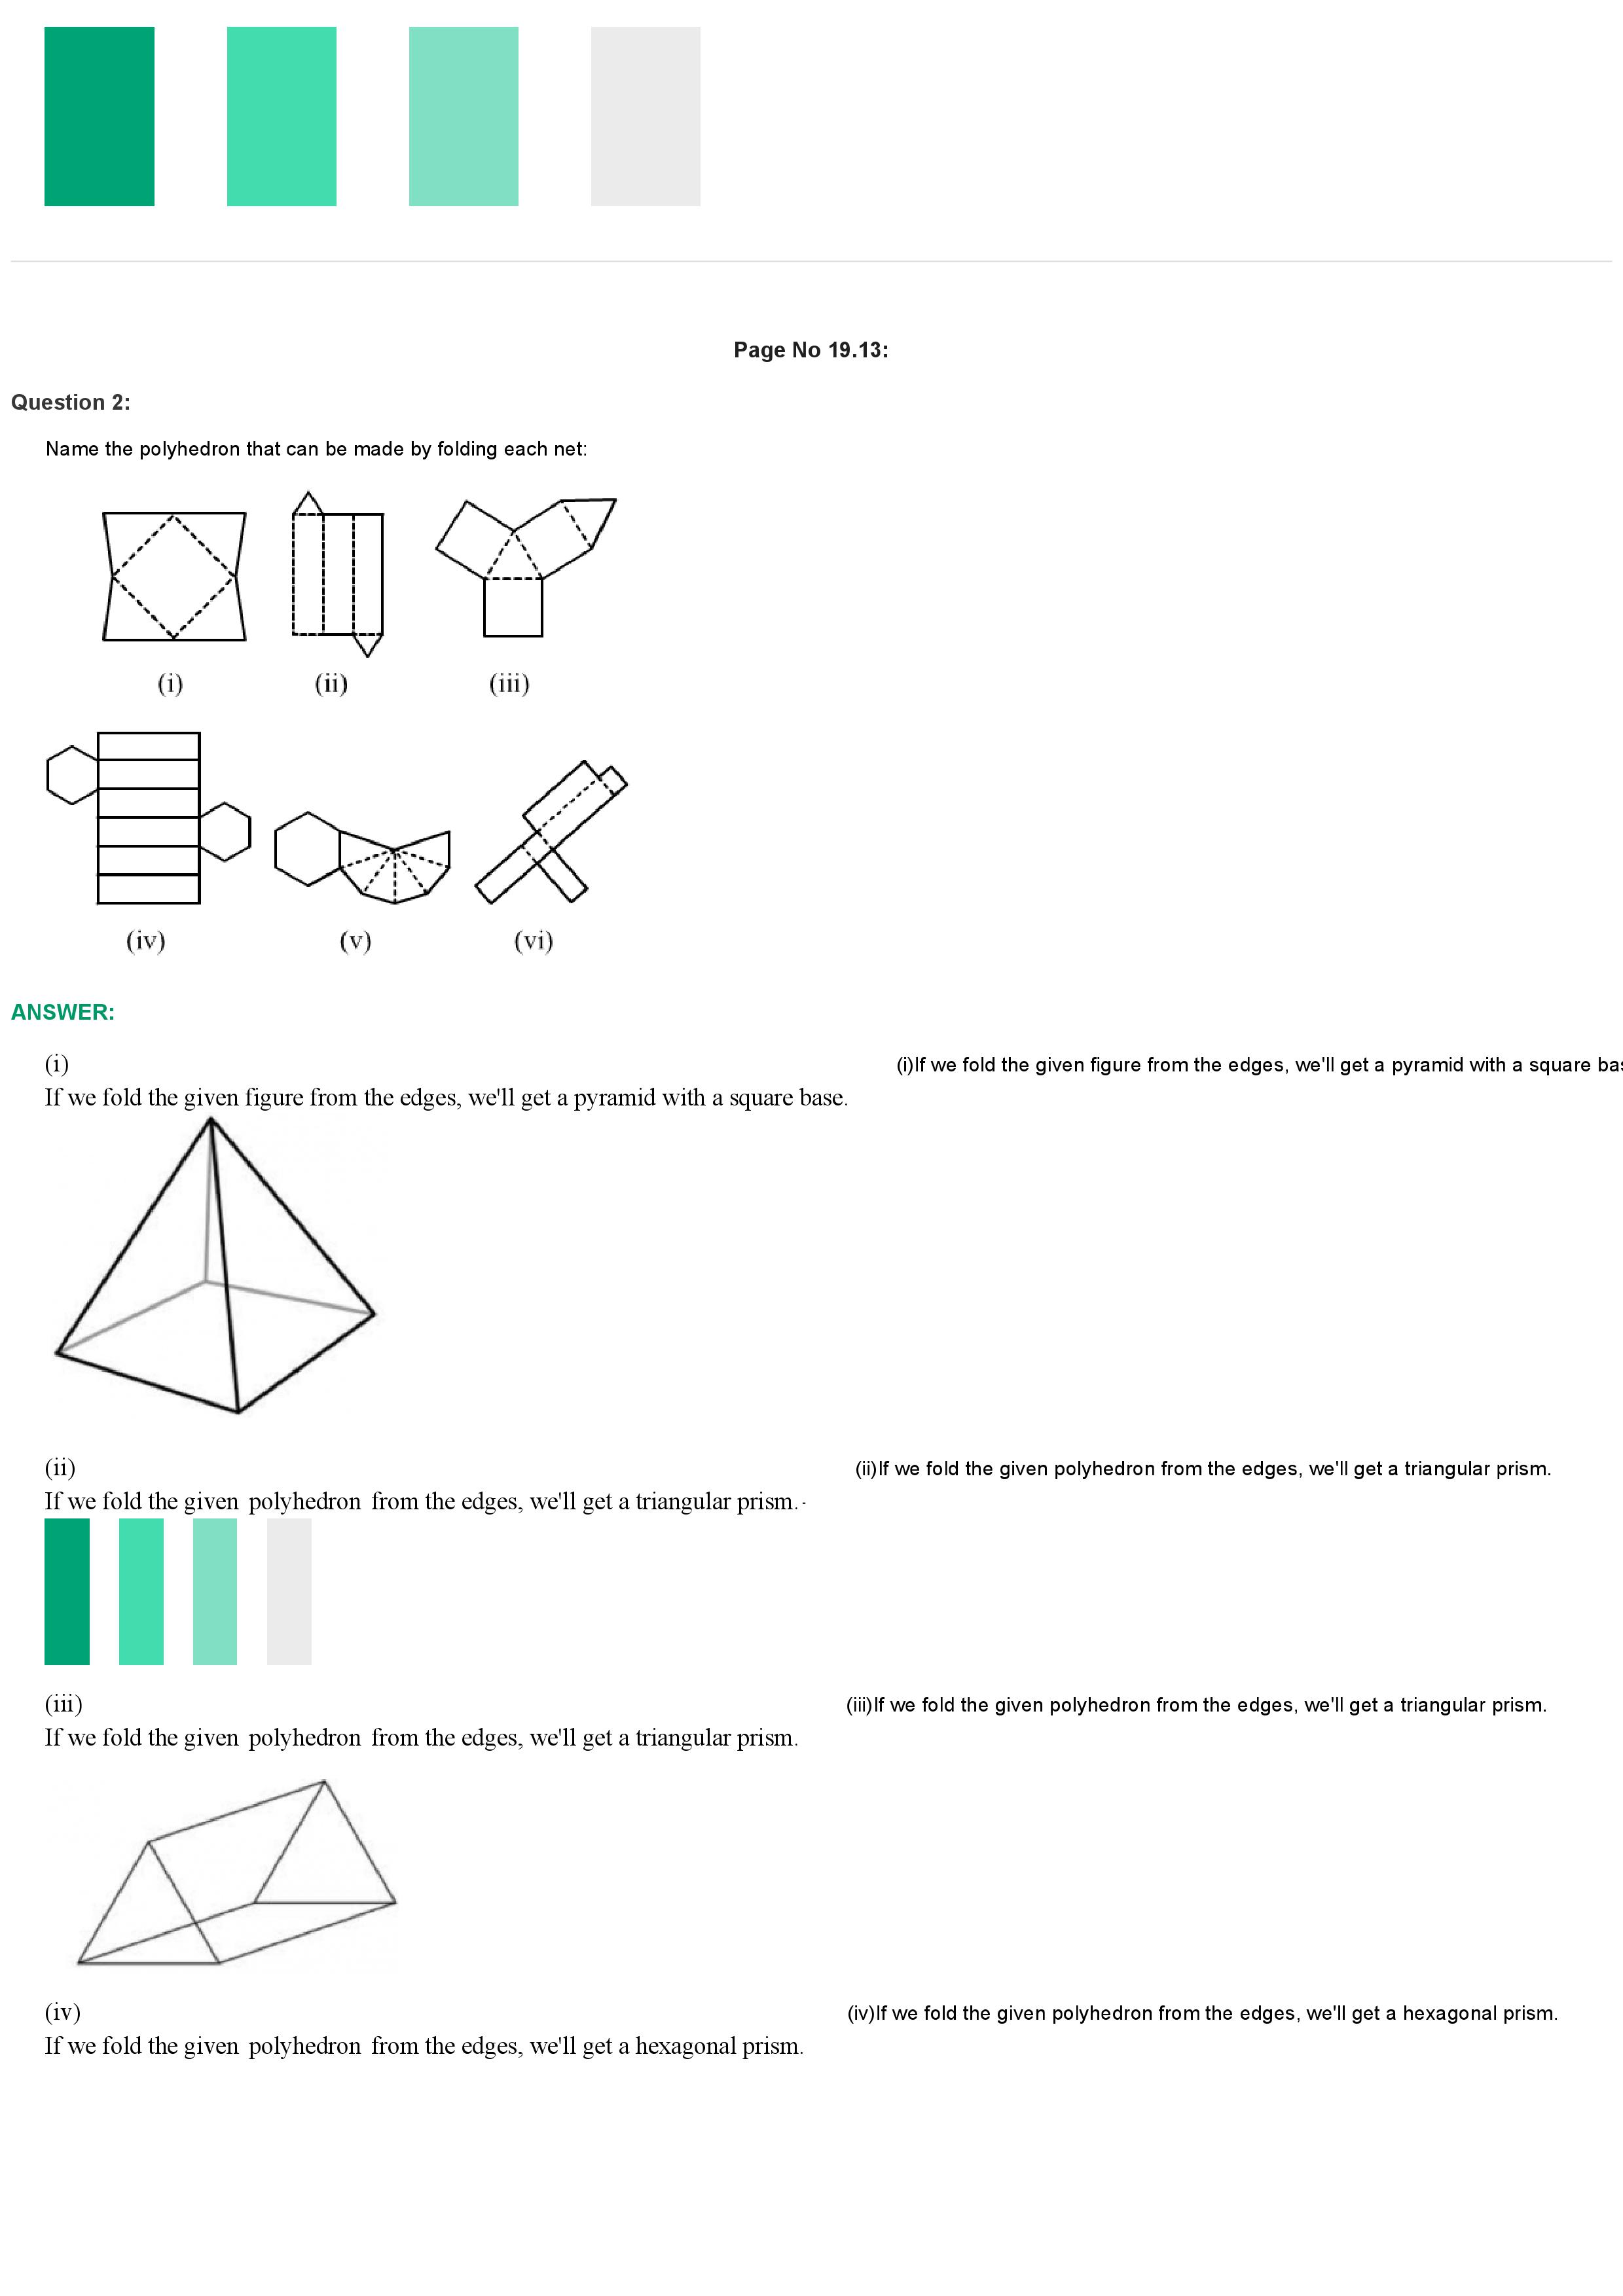 Page No 19.13:
Question 2:
Name the polyhedron that can be made by folding each net:
(i) (ii) (iii)
(iv) (v) (vi)
ANSWER:
(i)
If we fold the given figure from the edges, we'll get a pyramid with a square base.
(i)If we fold the given figure from the edges, we'll get a pyramid with a square bas
(ii)
If we fold the given polyhedron from the edges, we'll get a triangular prism.
(ii)If we fold the given polyhedron from the edges, we'll get a triangular prism.
(iii)
If we fold the given polyhedron from the edges, we'll get a triangular prism.
(iii)If we fold the given polyhedron from the edges, we'll get a triangular prism.
(iv)
If we fold the given polyhedron from the edges, we'll get a hexagonal prism.
(iv)If we fold the given polyhedron from the edges, we'll get a hexagonal prism.